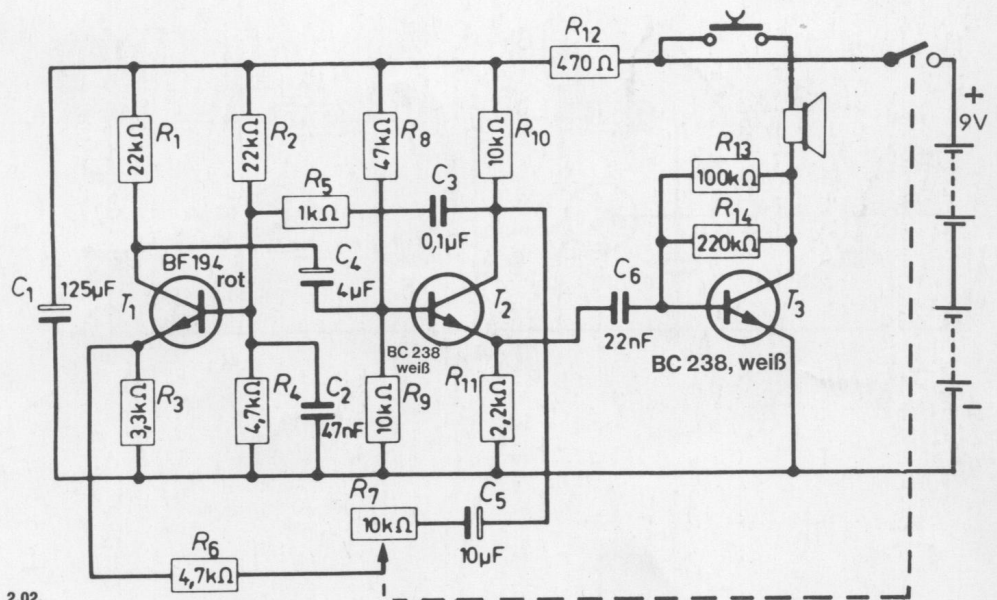 R12
470 Ω
+
9V
−
R1
22kΩ
R2
22kΩ
R8
47kΩ
R10
10kΩ
R5
1kΩ
C3
0,1µF
R13
100kΩ
R14
220kΩ
C1
125µF
T1
BF194
rot
C4
4µF
T2
BC 238
weiß
C6
22nF
T3
BC 238, weiß
R3
3,3kΩ
R4
4,7kΩ
C2
47nF
R9
10kΩ
R11
2,2kΩ
R7
10kΩ
C5
10µF
R6
4,7kΩ
2.02